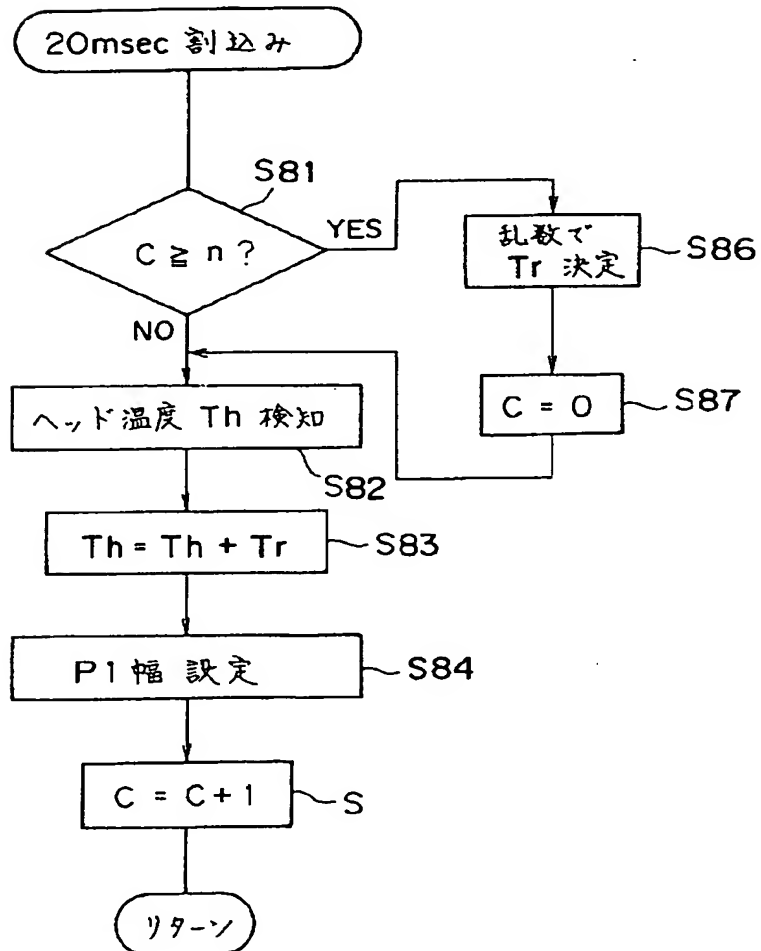 20msec 割込み
S81
C ≧ n ?
YES
NO
乱数で
Tr 決定
S86
C = 0
S87
ヘッド温度 Th 検知
S82
Th = Th + Tr
S83
P1幅 設定
S84
C = C+1
S
リターン